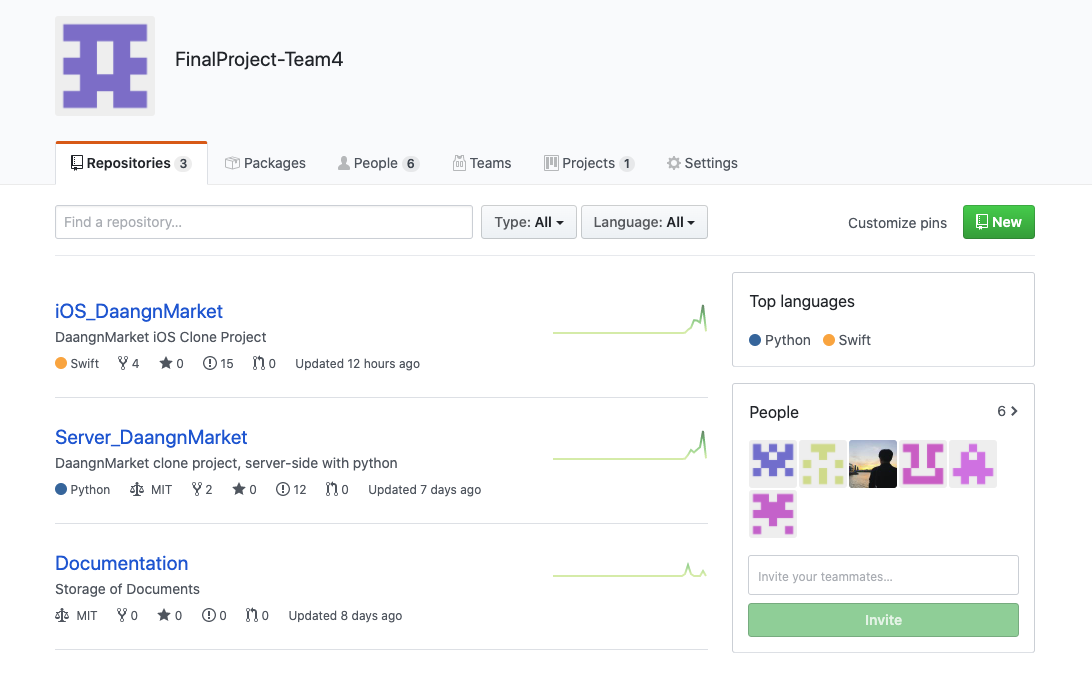 FinalProject-Team4
Repositories 3 Packages People 6 Teams Projects 1 Settings
Find a repository... Type: All Language: All Customize pins New
iOS_DaangnMarket
DaangnMarket iOS Clone Project
Swift 4 0 15 0 Updated 12 hours ago
Server_DaangnMarket
DaangnMarket clone project, server-side with python
Python MIT 2 0 12 0 Updated 7 days ago
Documentation
Storage of Documents
MIT 0 0 0 0 Updated 8 days ago
Top languages
Python Swift
People 6
Invite your teammates...
Invite